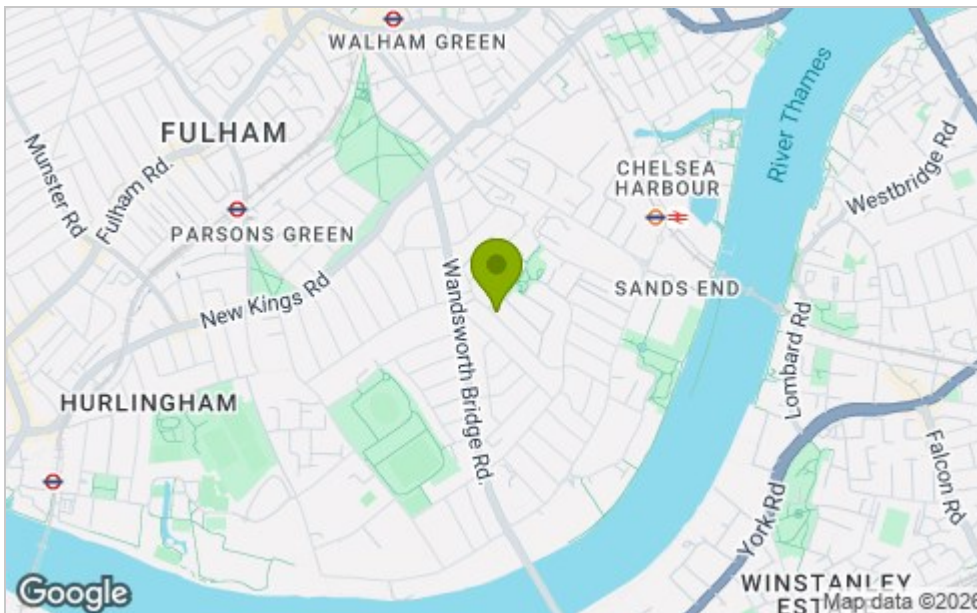 WALHAM GREEN
FULHAM
Munster Rd
Fulham Rd.
PARSONS GREEN
New Kings Rd
Wandsworth Bridge Rd.
HURLINGHAM
CHELSEA
HARBOUR
SANDS END
River Thames
Westbridge Rd
Lombard Rd
York Rd
Falcon Rd
WINSTANLEY
Google
Map data ©2026